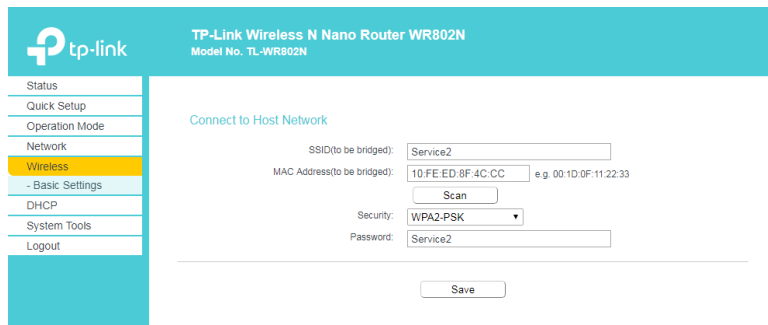 tp-link
TP-Link Wireless N Nano Router WR802N
Model No. TL-WR802N
Status
Quick Setup
Operation Mode
Network
Wireless
- Basic Settings
DHCP
System Tools
Logout
Connect to Host Network
SSID(to be bridged): Service2
MAC Address(to be bridged): 10:FE:ED:8F:4C:CC e.g. 00:1D:0F:11:22:33
Scan
Security: WPA2-PSK
Password: Service2
Save